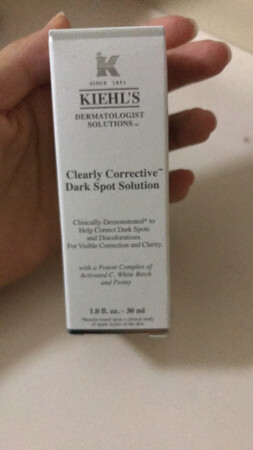 K
SINCE 1851
KIEHL'S
DERMATOLOGIST
SOLUTIONS™
Clearly Corrective™
Dark Spot Solution
Clinically-Demonstrated* to
Help Correct Dark Spots
and Discolorations.
For Visible Correction and Clarity.
with a Potent Complex of
Activated C, White Birch
and Peony
1.0 fl. oz. - 30 ml